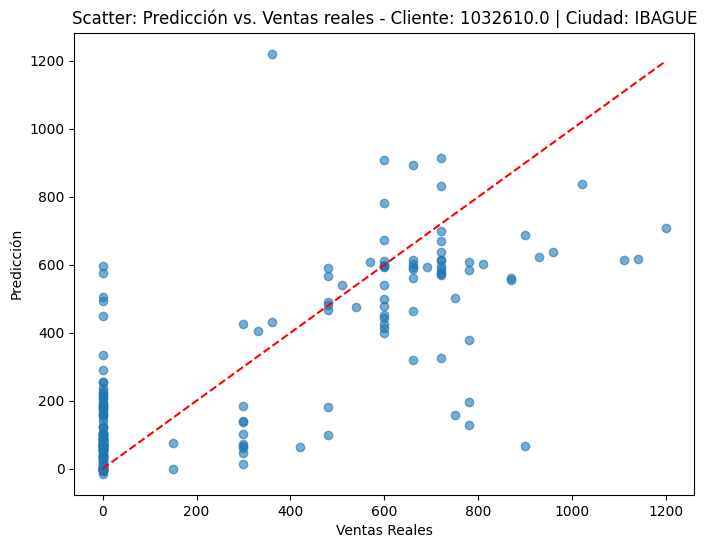 Scatter: Predicción vs. Ventas reales - Cliente: 1032610.0 | Ciudad: IBAGUE
1200
1000
800
600
400
200
0
Predicción
0 200 400 600 800 1000 1200
Ventas Reales